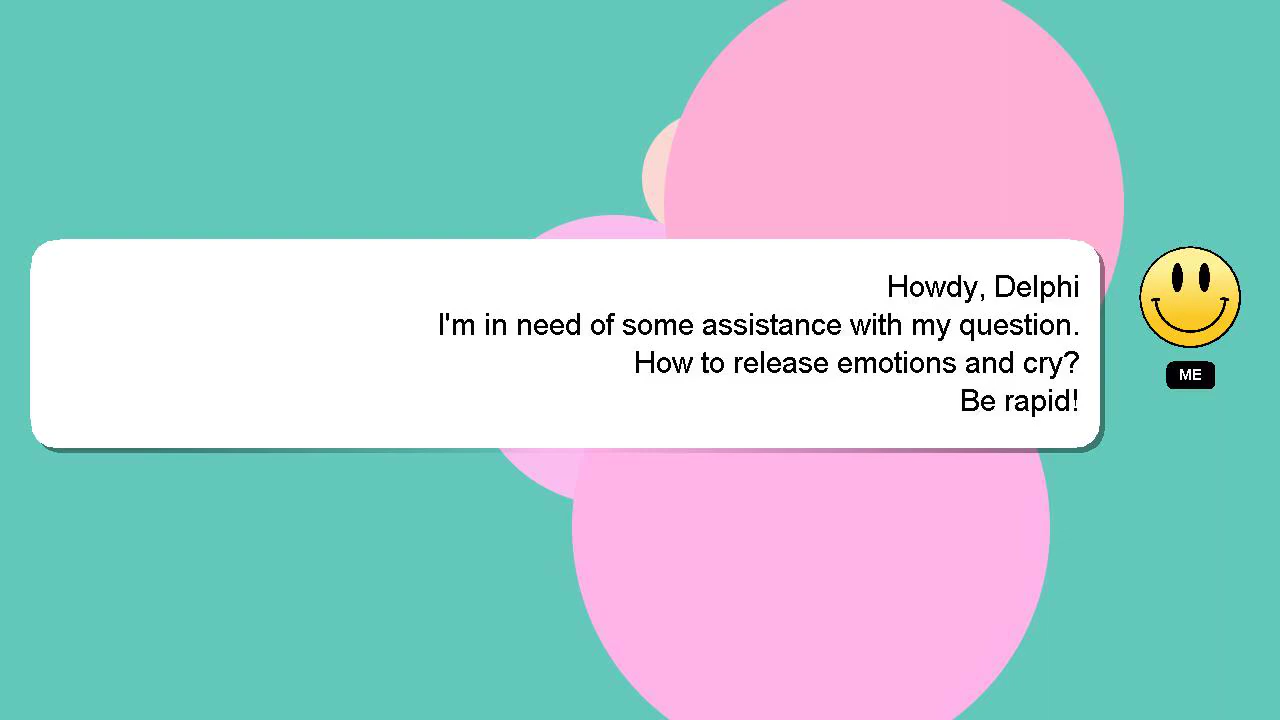 Howdy, Delphi
I'm in need of some assistance with my question.
How to release emotions and cry?
Be rapid!
ME